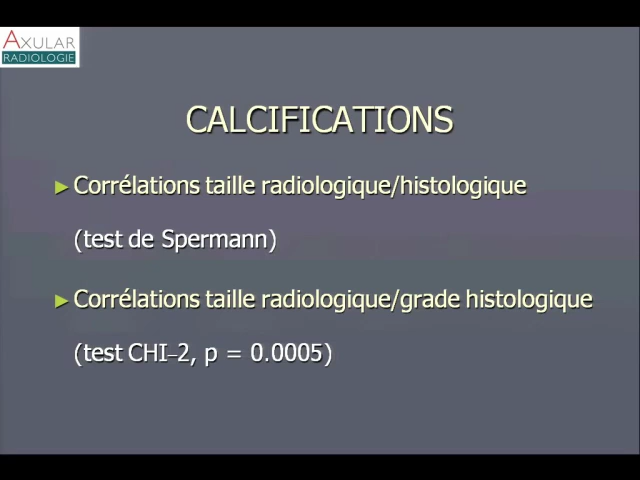 AXULAR
RADIOLOGIE
CALCIFICATIONS
► Corrélations taille radiologique/histologique
(test de Spermann)
► Corrélations taille radiologique/grade histologique
(test CHI–2, p = 0.0005)